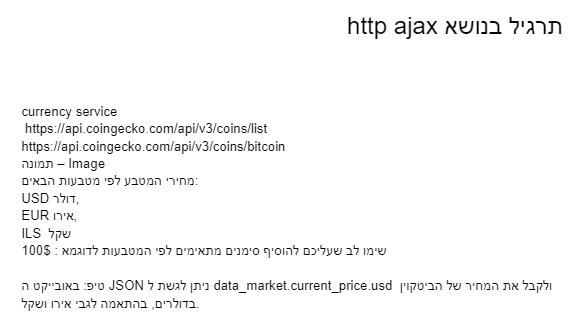 תרגיל בנושא http ajax
currency service
https://api.coingecko.com/api/v3/coins/list
https://api.coingecko.com/api/v3/coins/bitcoin
תמונה – Image
מחירי המטבע לפי מטבעות הבאים:
USD דולר,
EUR אירו,
ILS שקל
שימו לב שעליכם להוסיף סימנים מתאימים לפי המטבעות לדוגמא : 100$
טיפ: באובייקט ה JSON ניתן לגשת ל data_market.current_price.usd ולקבל את המחיר של הביטקוין
בדולרים, בהתאמה לגבי אירו ושקל.